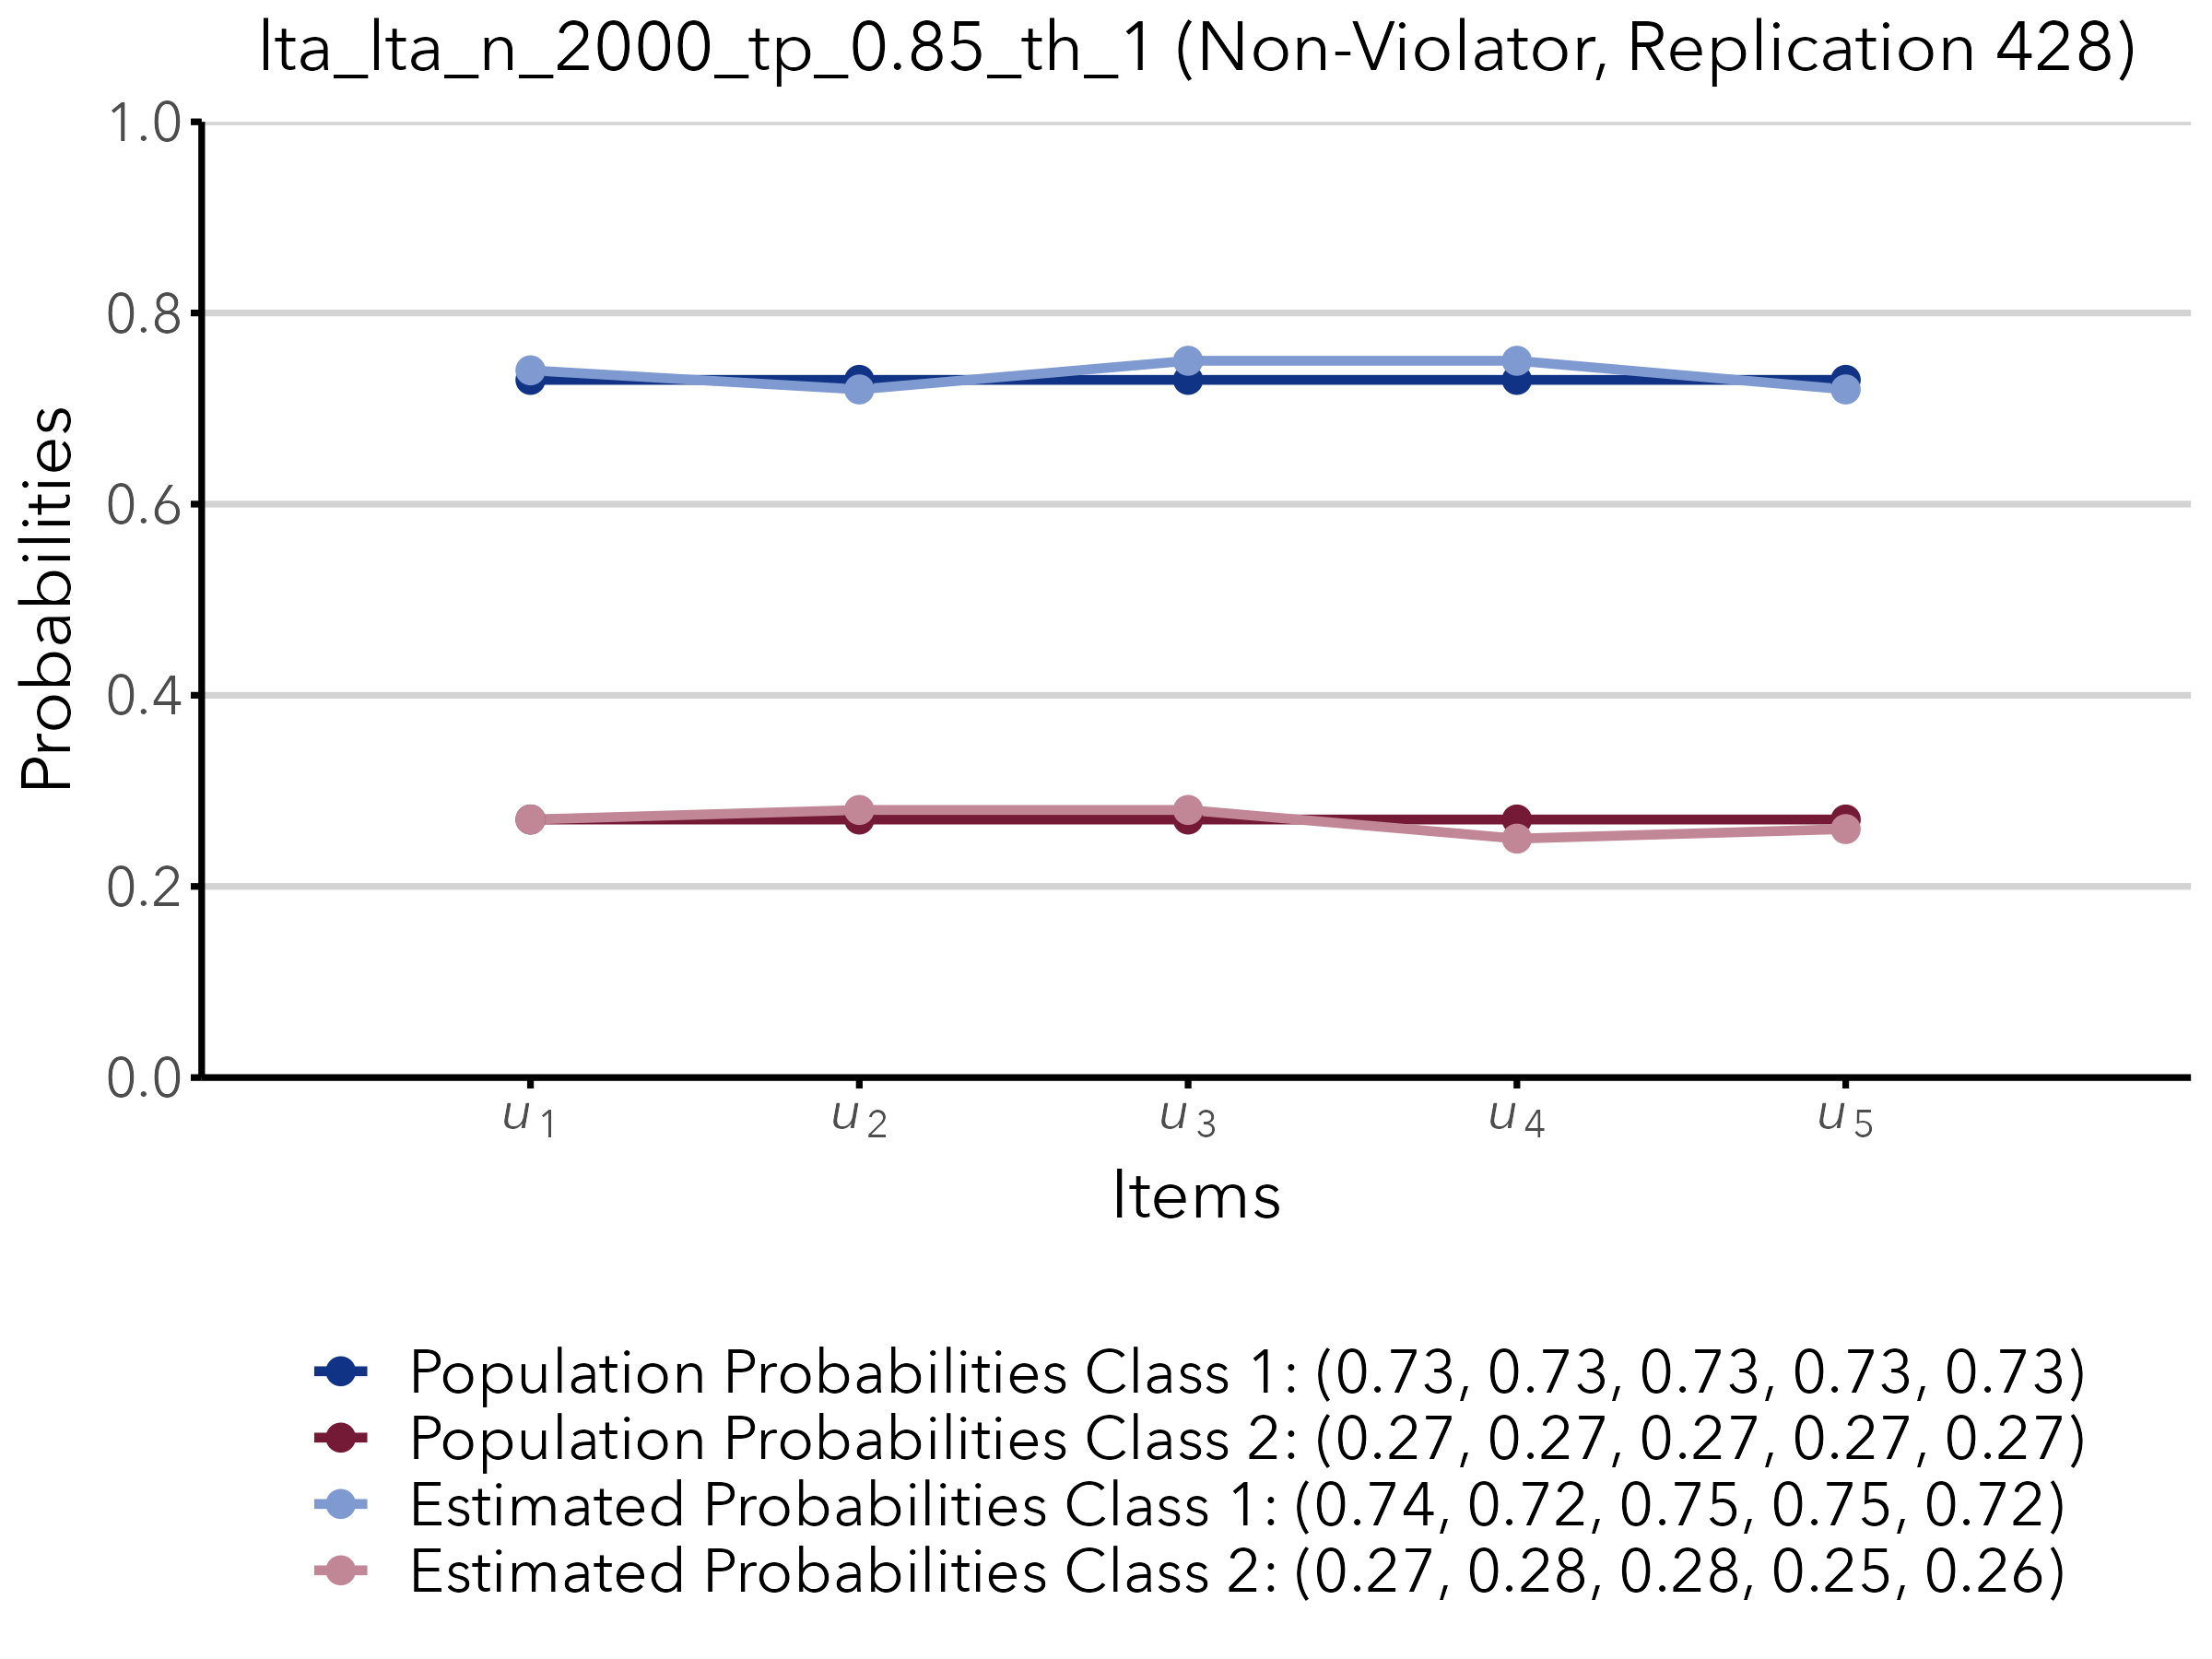 lta_lta_n_2000_tp_0.85_th_1 (Non-Violator, Replication 428)
1.0
0.8
0.6
0.4
0.2
0.0
Probabilities
u1 u2 u3 u4 u5
Items
Population Probabilities Class 1: (0.73, 0.73, 0.73, 0.73, 0.73)
Population Probabilities Class 2: (0.27, 0.27, 0.27, 0.27, 0.27)
Estimated Probabilities Class 1: (0.74, 0.72, 0.75, 0.75, 0.72)
Estimated Probabilities Class 2: (0.27, 0.28, 0.28, 0.25, 0.26)